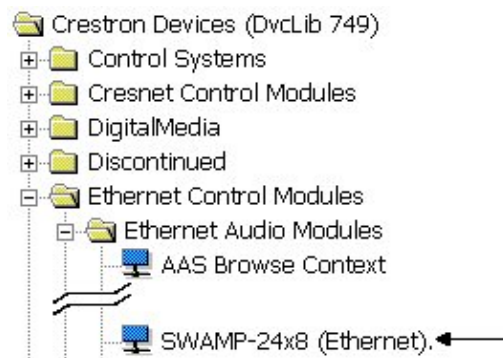 Crestron Devices (DvcLib 749)
Control Systems
Cresnet Control Modules
DigitalMedia
Discontinued
Ethernet Control Modules
Ethernet Audio Modules
AAS Browse Context
SWAMP-24x8 (Ethernet).